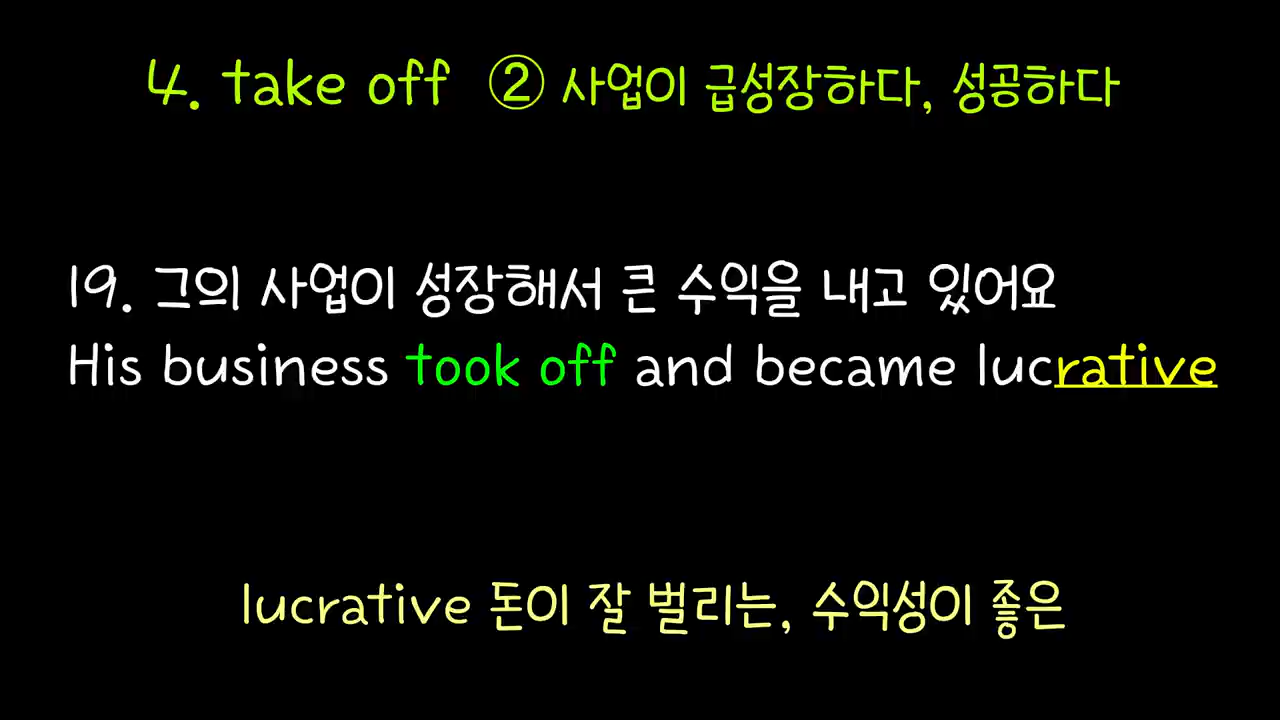 4. take off ② 사업이 급성장하다, 성공하다
19. 그의 사업이 성장해서 큰 수익을 내고 있어요
His business took off and became lucrative
lucrative 돈이 잘 벌리는, 수익성이 좋은